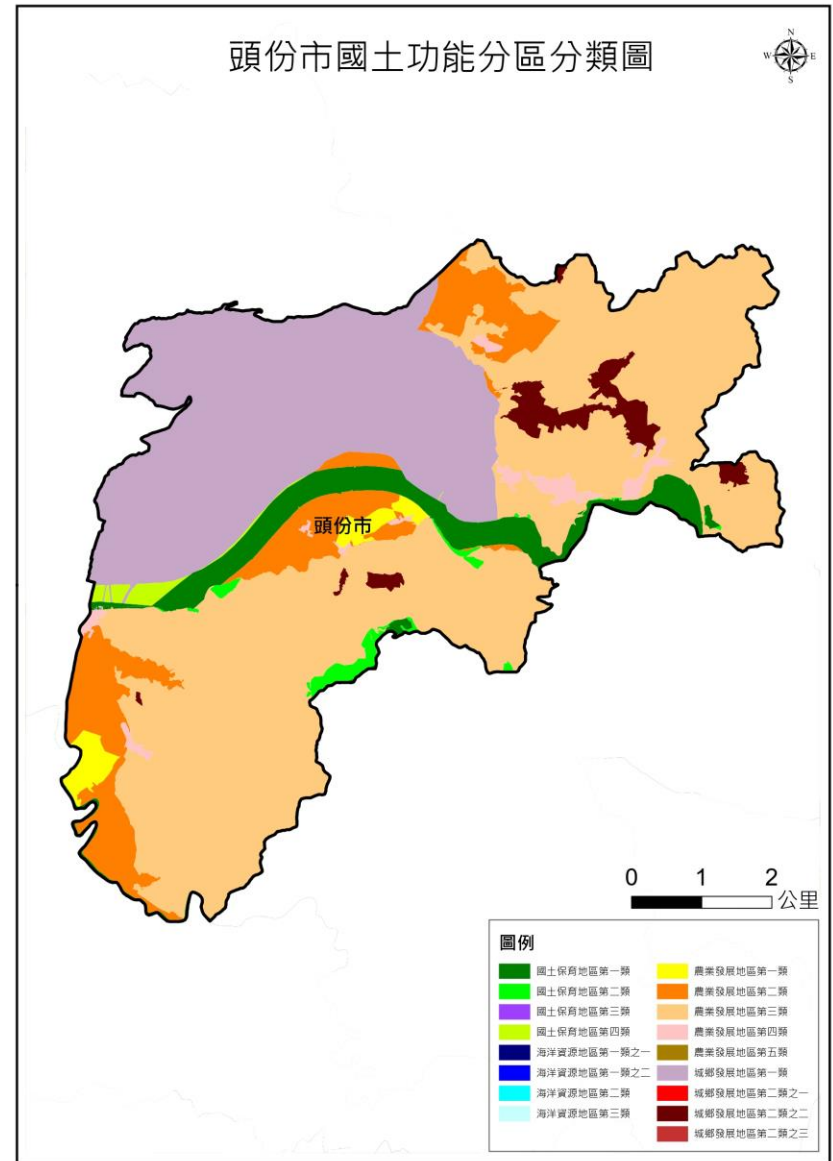 頭份市國土功能分區分類圖
N
W E
S
頭份市
0 1 2
公里
圖例
國土保育地區第一類
國土保育地區第二類
國土保育地區第三類
國土保育地區第四類
海洋資源地區第一類之一
海洋資源地區第一類之二
海洋資源地區第二類
海洋資源地區第三類
農業發展地區第一類
農業發展地區第二類
農業發展地區第三類
農業發展地區第四類
農業發展地區第五類
城鄉發展地區第一類
城鄉發展地區第二類之一
城鄉發展地區第二類之二
城鄉發展地區第二類之三